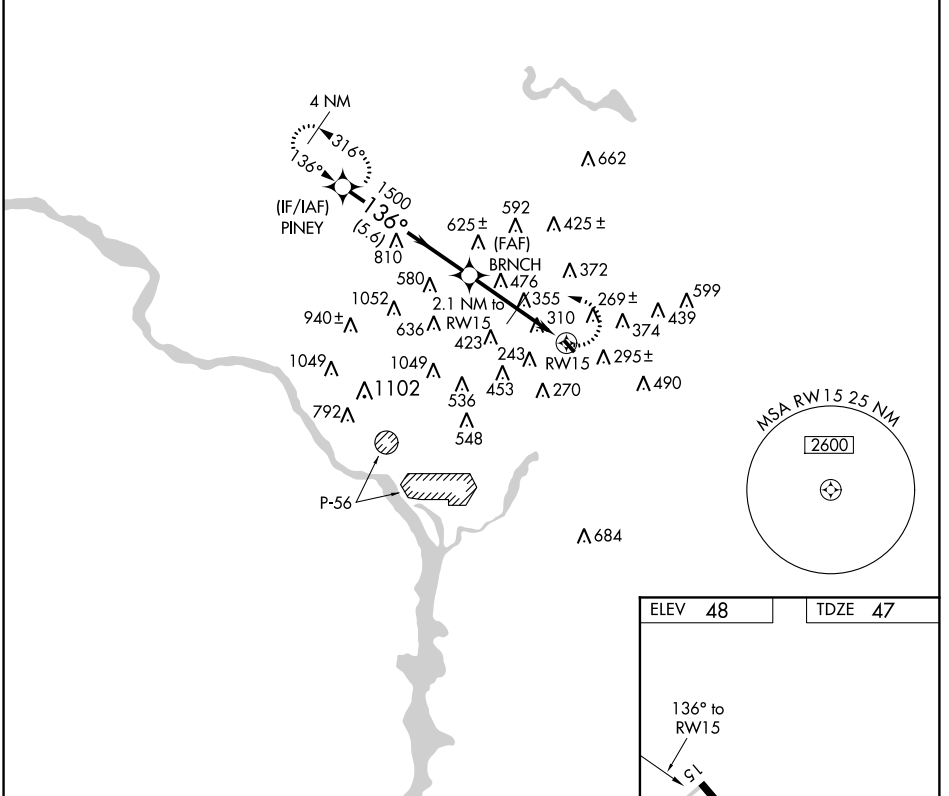 4 NM
316°
136°
662
(IF/IAF)
PINEY
1500
136°
(5.6)
810
625±
592
425±
(FAF)
BRNCH
476
372
580
1052
940±
636
2.1 NM to
RW15
355
310
269±
599
439
374
423
243
RW15
295±
1049
1049
1102
453
536
270
490
792
548
P-56
684
MSA RW15 25 NM
2600
ELEV 48
TDZE 47
136° to
RW15
15